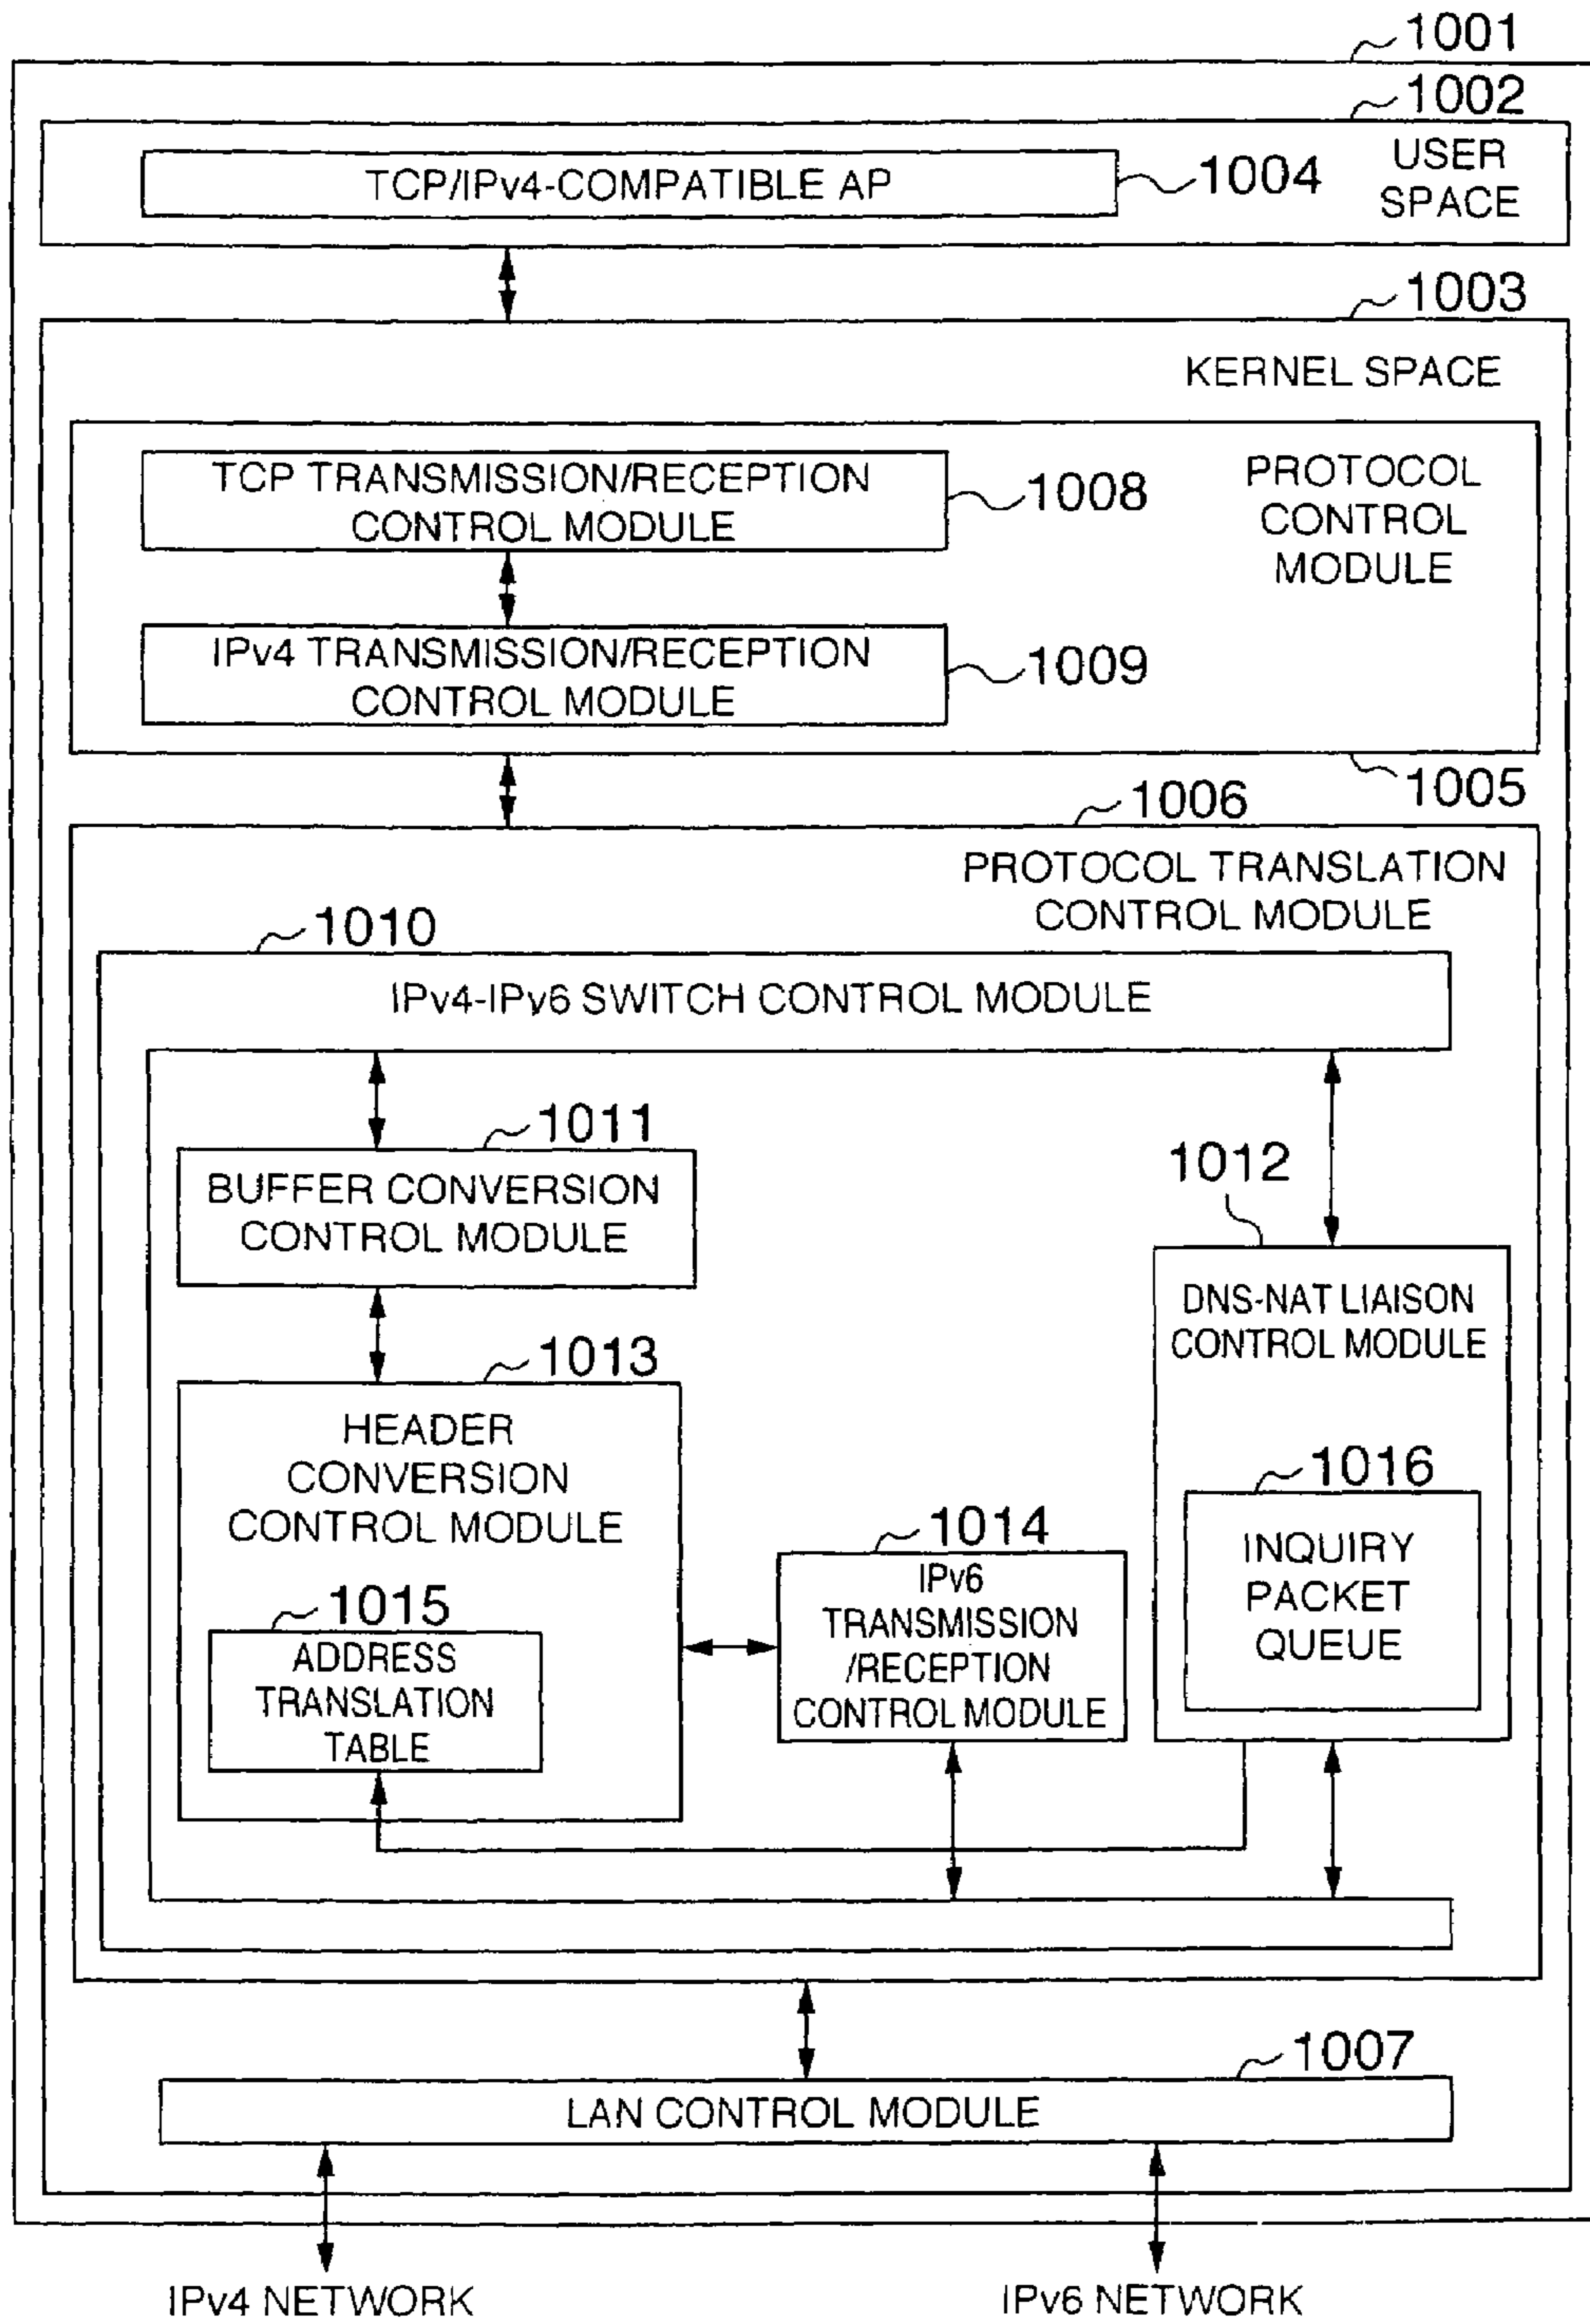 1001
1002
TCP/IPv4-COMPATIBLE AP
1004
USER
SPACE
1003
KERNEL SPACE
TCP TRANSMISSION/RECEPTION
CONTROL MODULE
1008
PROTOCOL
CONTROL
MODULE
IPv4 TRANSMISSION/RECEPTION
CONTROL MODULE
1009
1005
1006
PROTOCOL TRANSLATION
CONTROL MODULE
1010
IPv4-IPv6 SWITCH CONTROL MODULE
1011
BUFFER CONVERSION
CONTROL MODULE
1012
DNS-NAT LIAISON
CONTROL MODULE
1013
HEADER
CONVERSION
CONTROL MODULE
1016
INQUIRY
PACKET
QUEUE
1014
IPv6
TRANSMISSION
/RECEPTION
CONTROL MODULE
1015
ADDRESS
TRANSLATION
TABLE
1007
LAN CONTROL MODULE
IPv4 NETWORK
IPv6 NETWORK